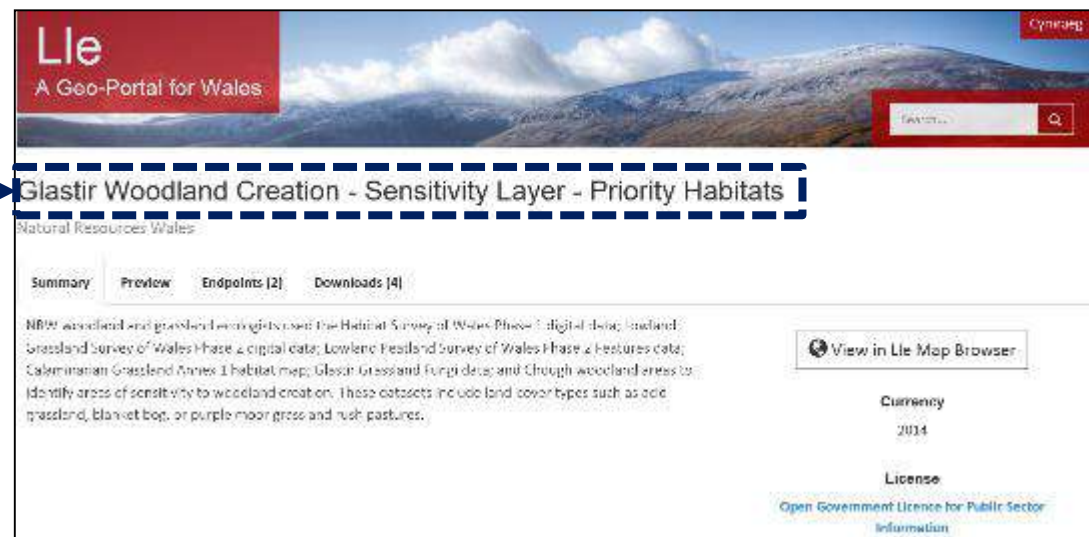 Lle
Cymraeg
A Geo-Portal for Wales
Search...
Glastir Woodland Creation - Sensitivity Layer - Priority Habitats
Natural Resources Wales
Summary Preview Endpoints (2) Downloads (4)
NRW woodland and grassland ecologists used the Habitat Survey of Wales Phase 1 digital data; Lowland
Grassland Survey of Wales Phase 2 digital data; Lowland Peatland Survey of Wales Phase 2 Features data;
Calaminarian Grassland Annex 1 habitat map; Glastir Grassland Fungi data; and Chough woodland areas to
identify areas of sensitivity to woodland creation. These datasets include land cover types such as acid
grassland, blanket bog, or purple moor grass and rush pastures.
View in Lle Map Browser
Currency
2014
License
Open Government Licence for Public Sector
Information